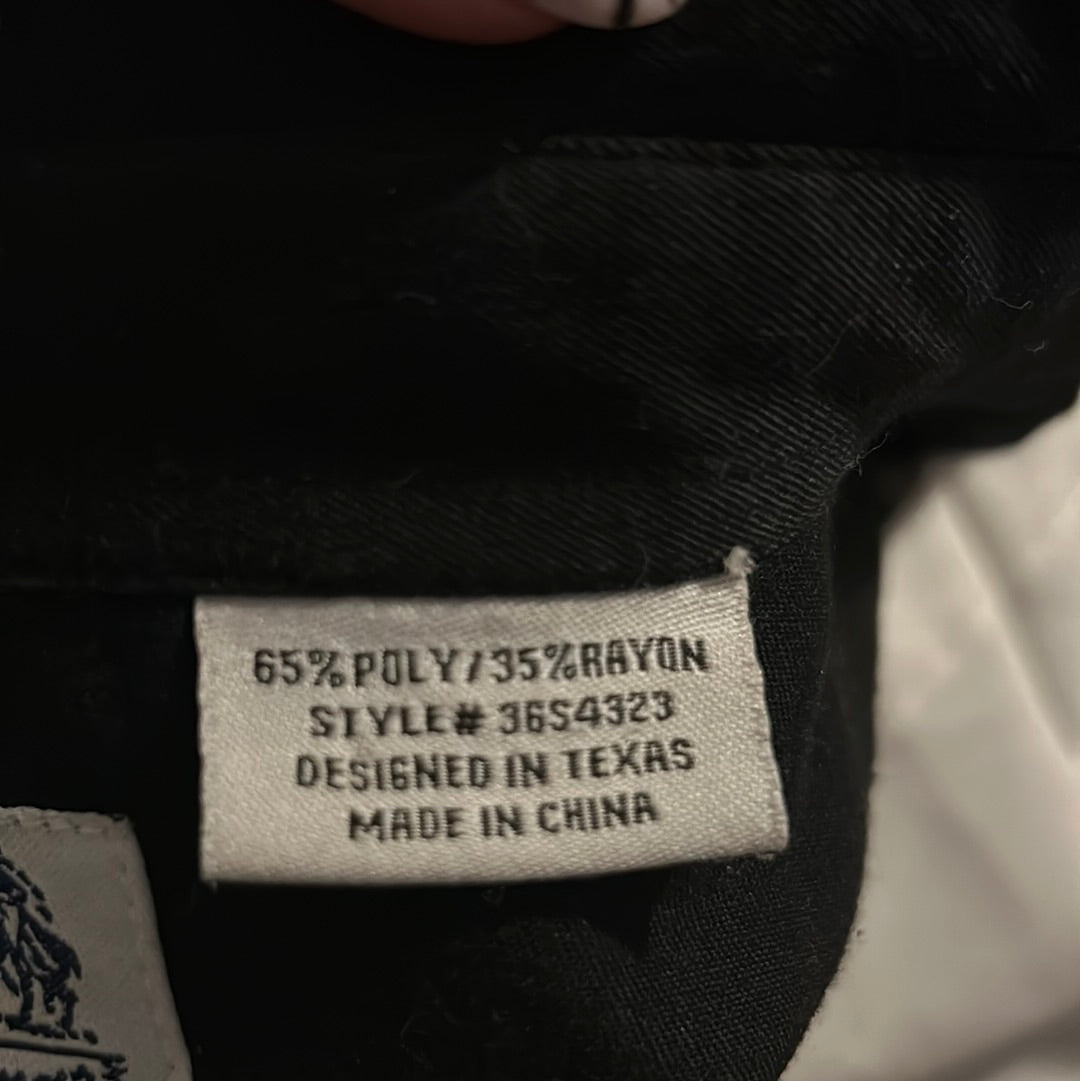 65%POLY/35%RAYON
STYLE# 36S4323
DESIGNED IN TEXAS
MADE IN CHINA